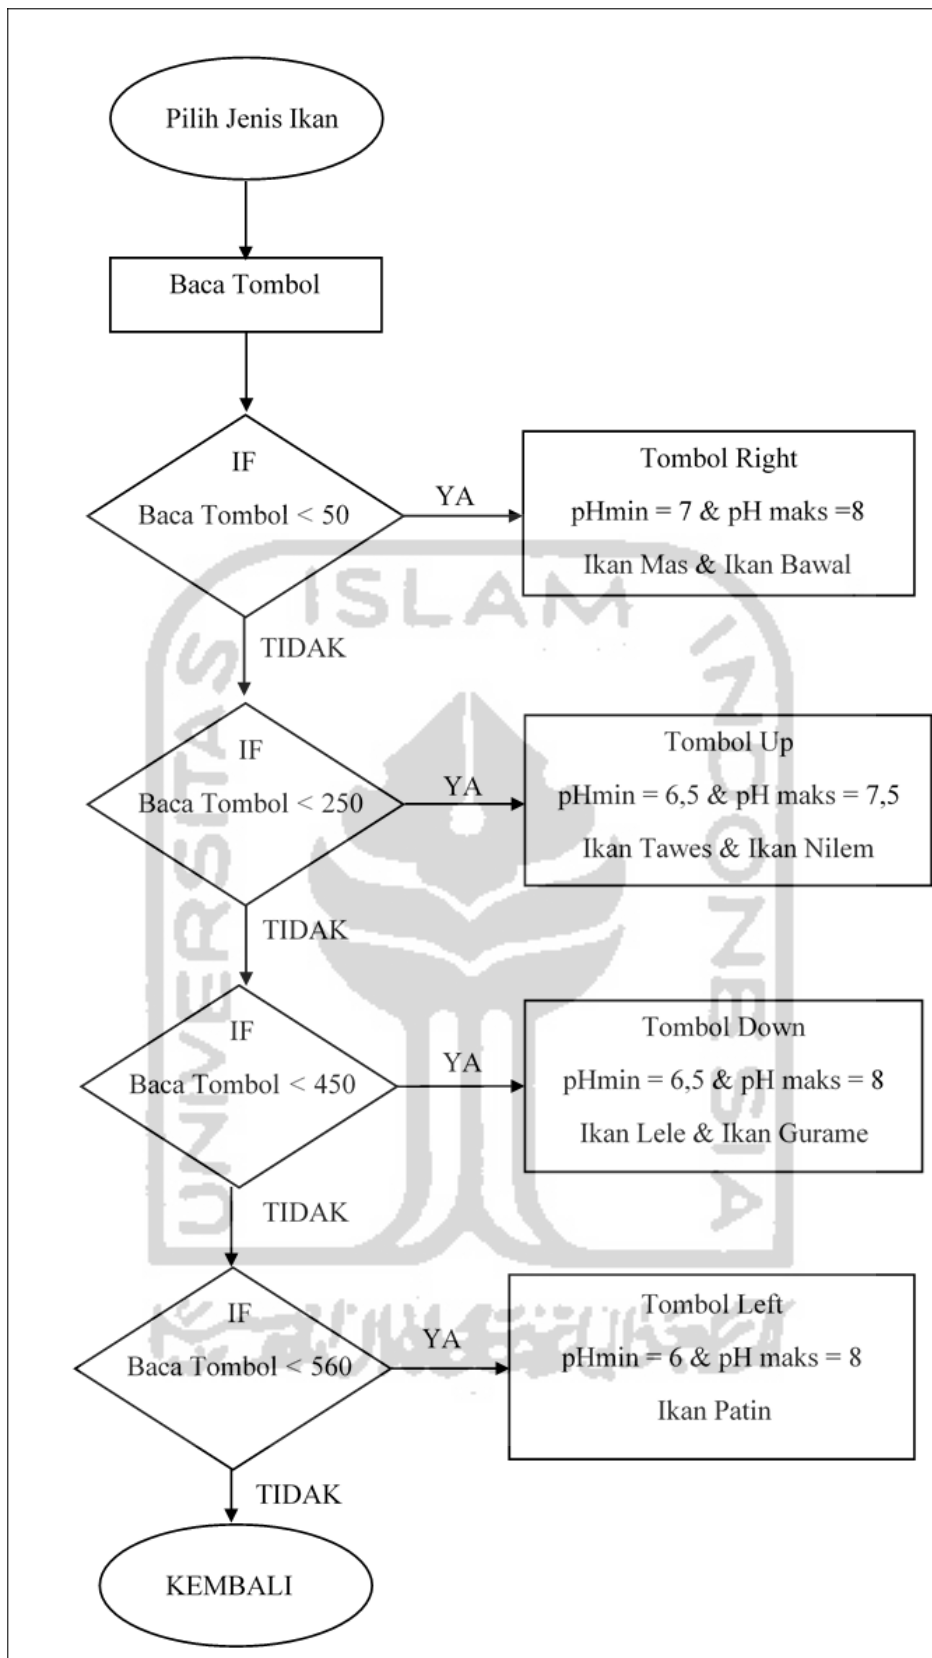 Pilih Jenis Ikan
Baca Tombol
IF
Baca Tombol < 50
YA
Tombol Right
pHmin = 7 & pH maks =8
Ikan Mas & Ikan Bawal
TIDAK
IF
Baca Tombol < 250
YA
Tombol Up
pHmin = 6,5 & pH maks = 7,5
Ikan Tawes & Ikan Nilem
TIDAK
IF
Baca Tombol < 450
YA
Tombol Down
pHmin = 6,5 & pH maks = 8
Ikan Lele & Ikan Gurame
TIDAK
IF
Baca Tombol < 560
YA
Tombol Left
pHmin = 6 & pH maks = 8
Ikan Patin
TIDAK
KEMBALI
UNIVERSITAS
ISLAM
INDONESIA